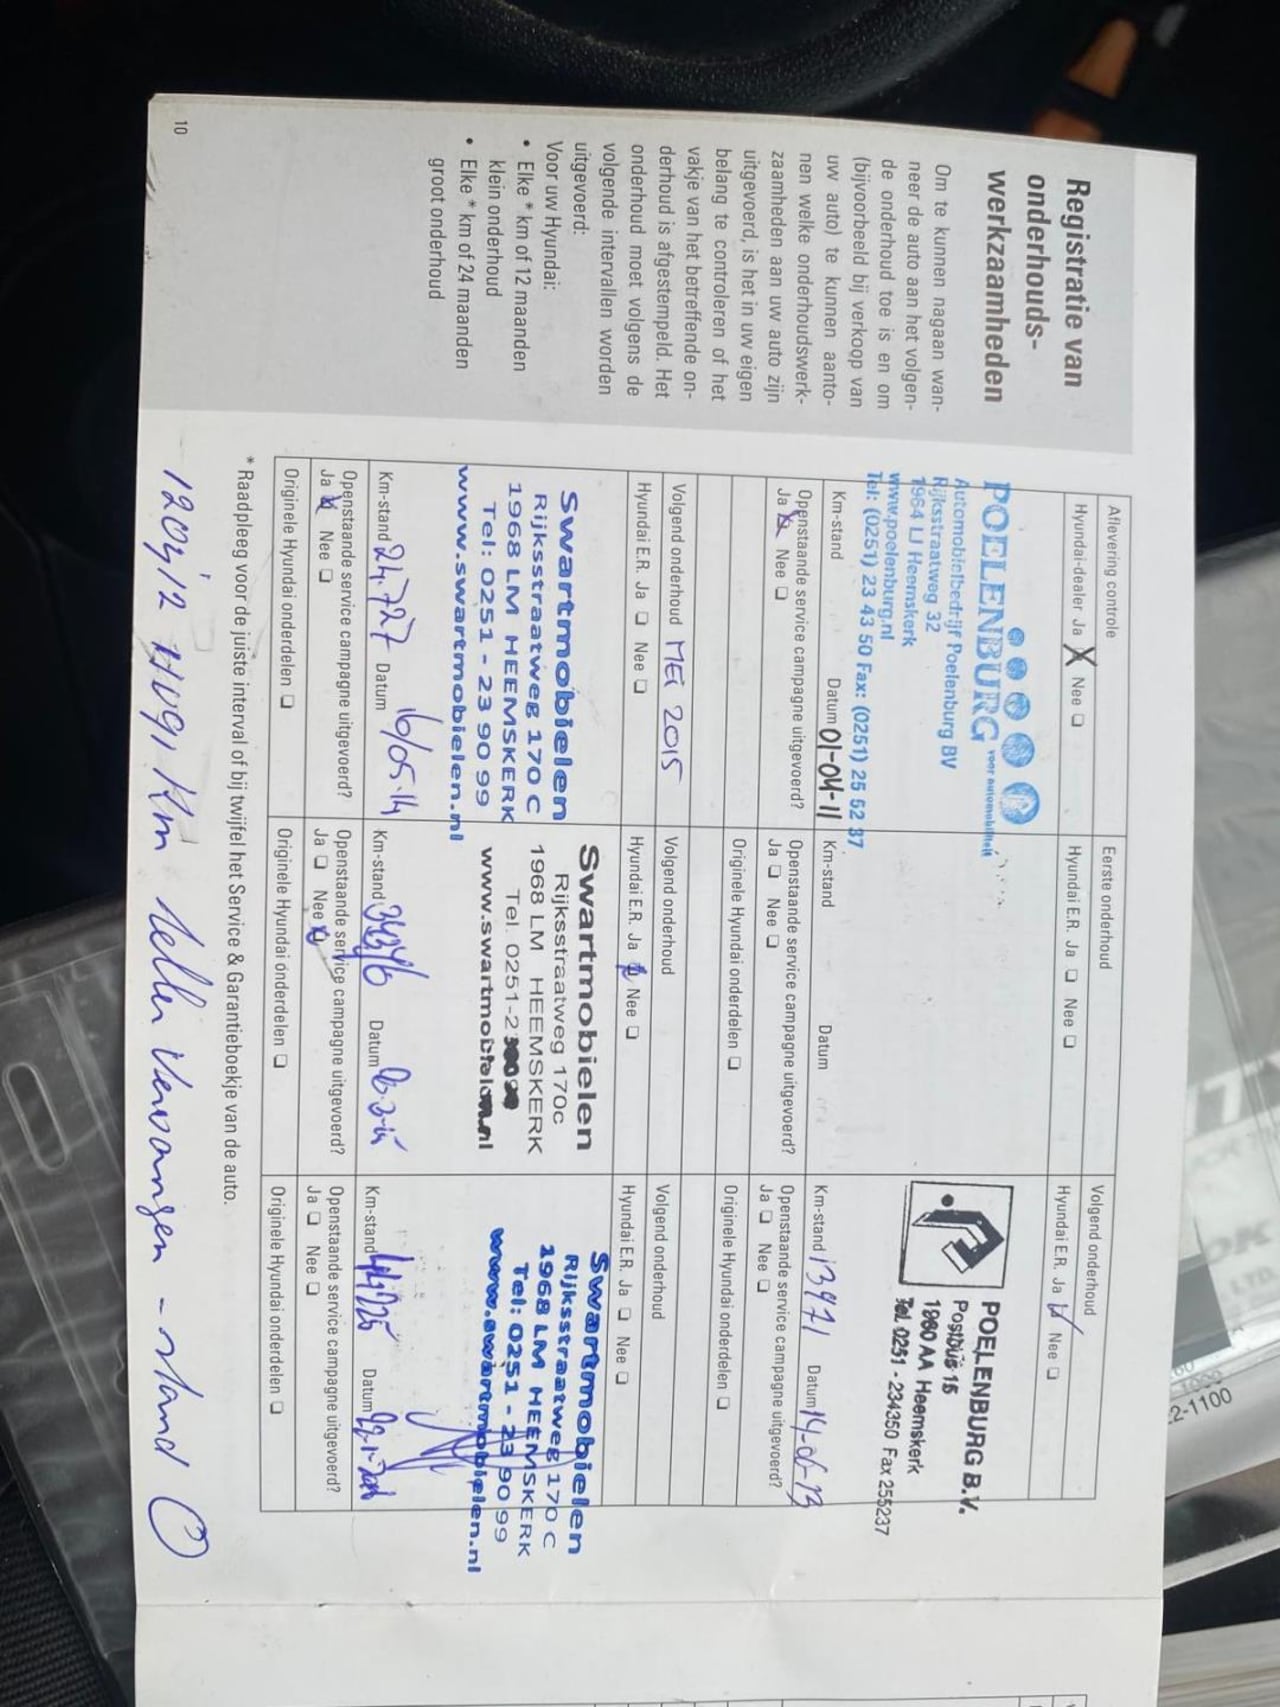 Registratie van
onderhouds-
werkzaamheden
Om te kunnen nagaan wan-
neer de auto aan het volgen-
de onderhoud toe is en om
(bijvoorbeeld bij verkoop van
uw auto) te kunnen aanto-
nen welke onderhoudswerk-
zaamheden aan uw auto zijn
uitgevoerd, is het in uw eigen
belang te controleren of het
vakje van het betreffende on-
derhoud is afgestempeld. Het
onderhoud moet volgens de
volgende intervallen worden
uitgevoerd:
Voor uw Hyundai:
• Elke * km of 12 maanden
klein onderhoud
• Elke * km of 24 maanden
groot onderhoud
10
Aflevering controle
Hyundai-dealer Ja X Nee
POELENBURG
voor automobiliteit
Automobielbedrijf Poelenburg BV
Rijksstraatweg 32
1964 LJ Heemskerk
www.poelenburg.nl
Tel: (0251) 23 43 50 Fax: (0251) 25 52 37
Km-stand Datum 01-04-11
Openstaande service campagne uitgevoerd?
Ja Nee
Eerste onderhoud
Hyundai E.R. Ja Nee
Km-stand Datum
Openstaande service campagne uitgevoerd?
Ja Nee
Originele Hyundai onderdelen
Volgend onderhoud
Hyundai E.R. Ja Nee
POELENBURG B.V.
Postbus 15
1960 AA Heemskerk
Tel. 0251 - 234350 Fax 255237
Km-stand 13971 Datum 14-06-13
Openstaande service campagne uitgevoerd?
Ja Nee
Originele Hyundai onderdelen
Volgend onderhoud MEI 2015
Hyundai E.R. Ja Nee
Swartmobielen
Rijksstraatweg 170 C
1968 LM HEEMSKERK
Tel: 0251 - 23 90 99
www.swartmobielen.nl
Km-stand 24.727 Datum 16/05-14
Openstaande service campagne uitgevoerd?
Ja Nee
Originele Hyundai onderdelen
Volgend onderhoud
Hyundai E.R. Ja Nee
Swartmobielen
Rijksstraatweg 170c
1968 LM HEEMSKERK
Tel. 0251-
Km-stand Datum
Openstaande service campagne uitgevoerd?
Ja Nee
Originele Hyundai onderdelen
Volgend onderhoud
Hyundai E.R. Ja Nee
Swartmobielen
Rijksstraatweg 170 C
1968 LM HEEMSKERK
Tel: 0251 - 23 90 99
www.swartmobielen.nl
Km-stand Datum
Openstaande service campagne uitgevoerd?
Ja Nee
Originele Hyundai onderdelen
* Raadpleeg voor de juiste interval of bij twijfel het Service & Garantieboekje van de auto.
Km teller vervangen - stand 0
2-1100